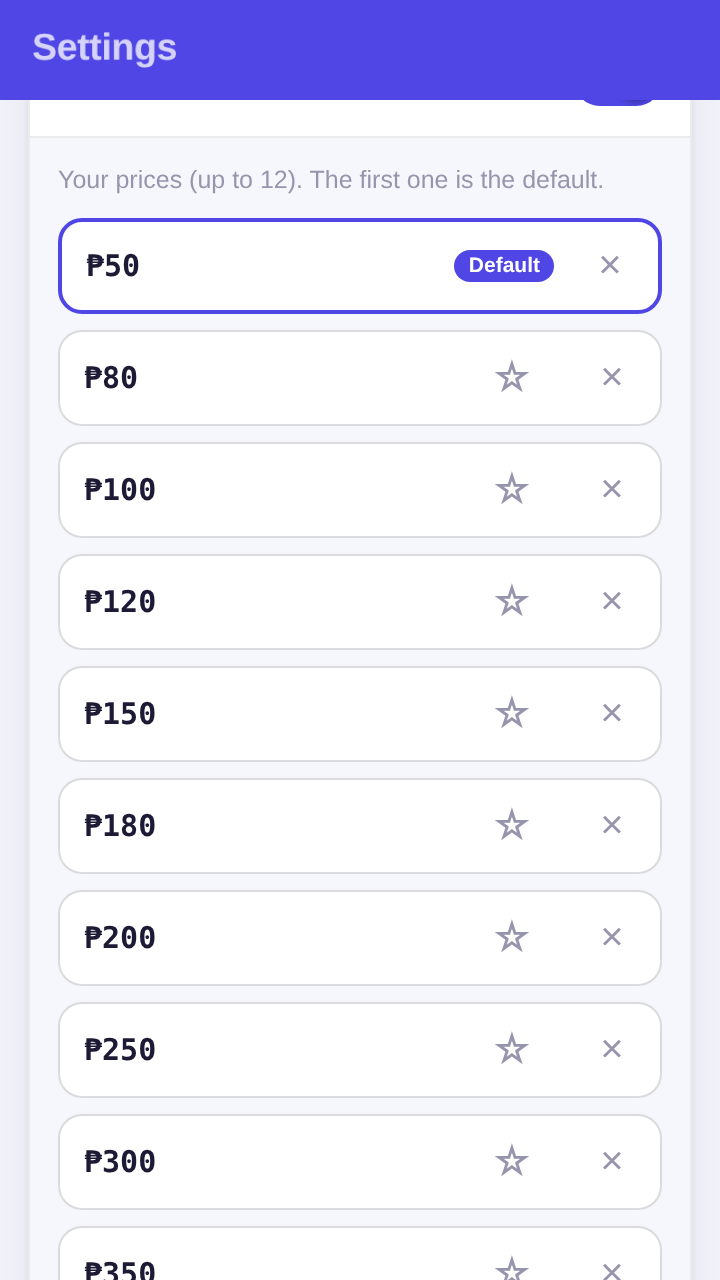 Settings
Your prices (up to 12). The first one is the default.
₱50 Default ×
₱80 ☆ ×
₱100 ☆ ×
₱120 ☆ ×
₱150 ☆ ×
₱180 ☆ ×
₱200 ☆ ×
₱250 ☆ ×
₱300 ☆ ×
₱350 ☆ ×